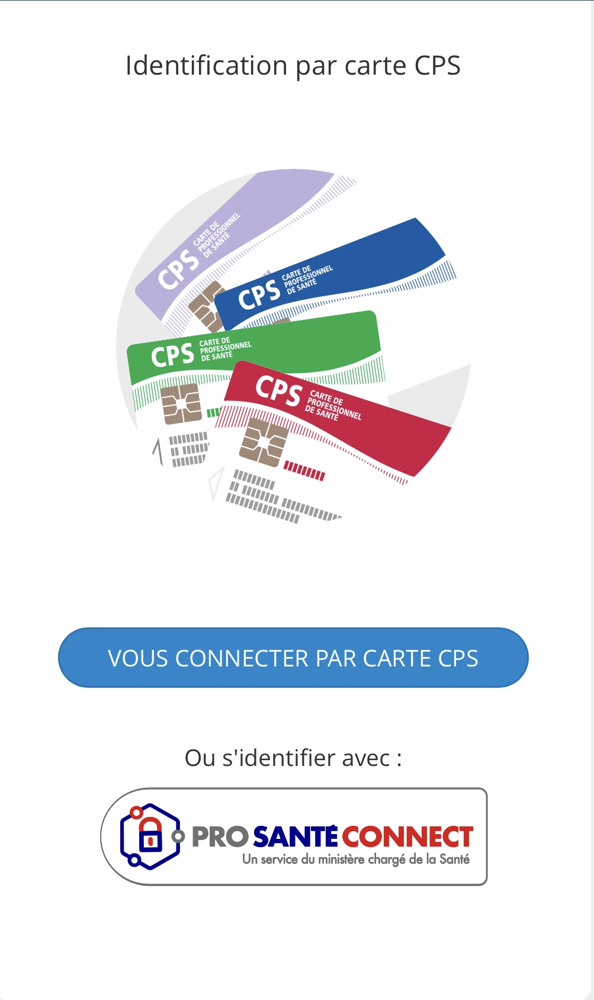 Identification par carte CPS
CPS
CARTE DE
PROFESSIONNEL
DE SANTÉ
CPS
CARTE DE
PROFESSIONNEL
DE SANTÉ
CPS
CARTE DE
PROFESSIONNEL
DE SANTÉ
CPS
CARTE DE
PROFESSIONNEL
DE SANTÉ
VOUS CONNECTER PAR CARTE CPS
Ou s'identifier avec :
PRO SANTÉ CONNECT
Un service du ministère chargé de la Santé